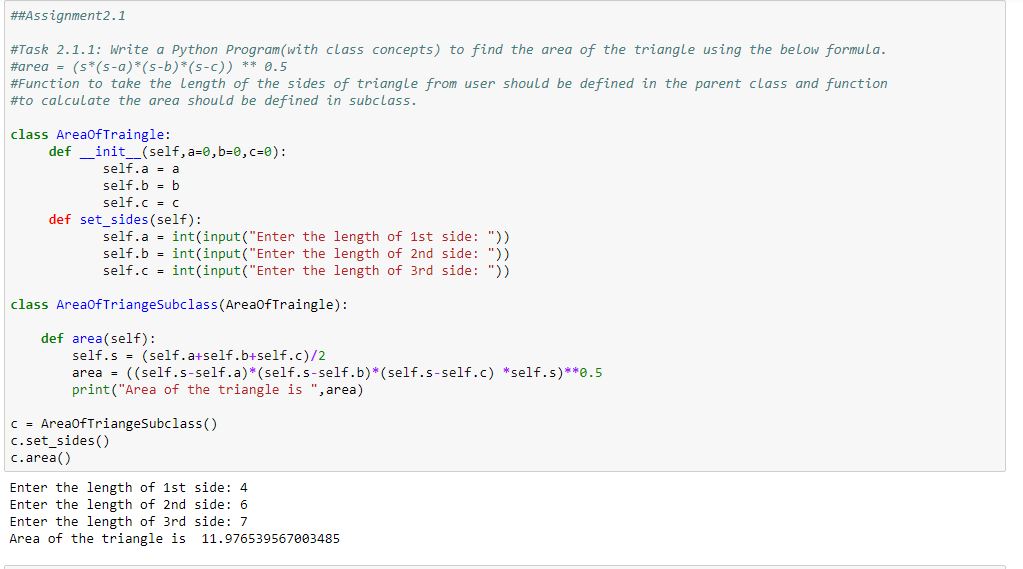 ##Assignment2.1
#Task 2.1.1: Write a Python Program(with class concepts) to find the area of the triangle using the below formula.
#area = (s*(s-a)*(s-b)*(s-c)) ** 0.5
#Function to take the length of the sides of triangle from user should be defined in the parent class and function
#to calculate the area should be defined in subclass.
class AreaOfTraingle:
def __init__(self,a=0,b=0,c=0):
self.a = a
self.b = b
self.c = c
def set_sides(self):
self.a = int(input("Enter the length of 1st side: "))
self.b = int(input("Enter the length of 2nd side: "))
self.c = int(input("Enter the length of 3rd side: "))
class AreaOfTriangeSubclass(AreaOfTraingle):
def area(self):
self.s = (self.a+self.b+self.c)/2
area = ((self.s-self.a)*(self.s-self.b)*(self.s-self.c) *self.s)**0.5
print("Area of the triangle is ",area)
c = AreaOfTriangeSubclass()
c.set_sides()
c.area()
Enter the length of 1st side: 4
Enter the length of 2nd side: 6
Enter the length of 3rd side: 7
Area of the triangle is  11.976539567003485